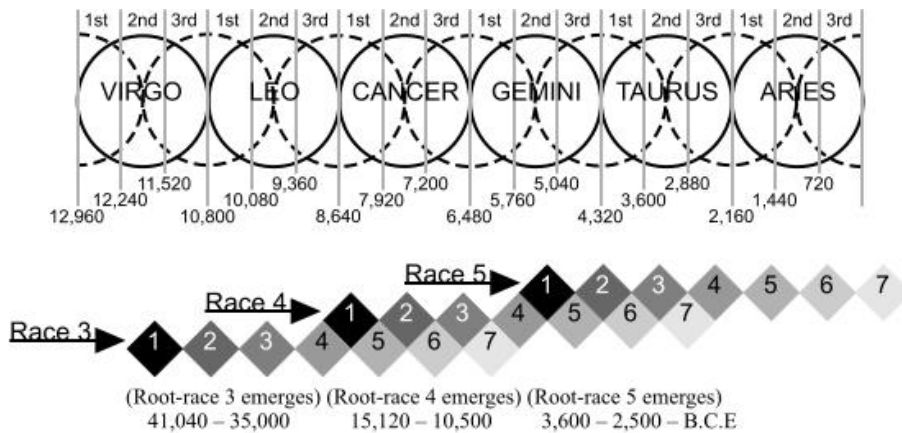 1st 2nd 3rd 1st 2nd 3rd 1st 2nd 3rd 1st 2nd 3rd 1st 2nd 3rd 1st 2nd 3rd
VIRGO LEO CANCER GEMINI TAURUS ARIES
11,520 9,360 7,200 5,040 2,880 720
12,240 10,080 7,920 5,760 3,600 1,440
12,960 10,800 8,640 6,480 4,320 2,160
Race 5 1 2 3 4 5 6 7
Race 4 1 2 3 4 5 6 7
Race 3 1 2 3 4 5 6 7
(Root-race 3 emerges) (Root-race 4 emerges) (Root-race 5 emerges)
41,040 – 35,000 15,120 – 10,500 3,600 – 2,500 – B.C.E